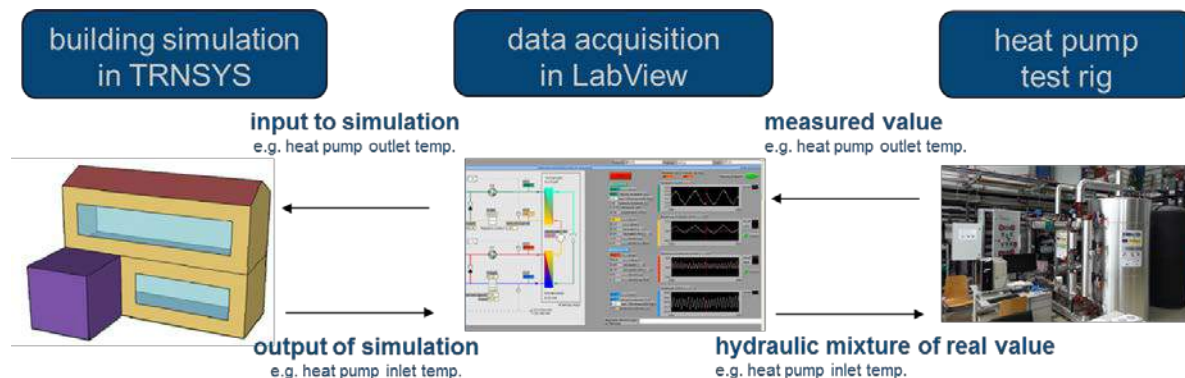 building simulation
in TRNSYS
data acquisition
in LabView
heat pump
test rig
input to simulation
e.g. heat pump outlet temp.
measured value
e.g. heat pump outlet temp.
output of simulation
e.g. heat pump inlet temp.
hydraulic mixture of real value
e.g. heat pump inlet temp.